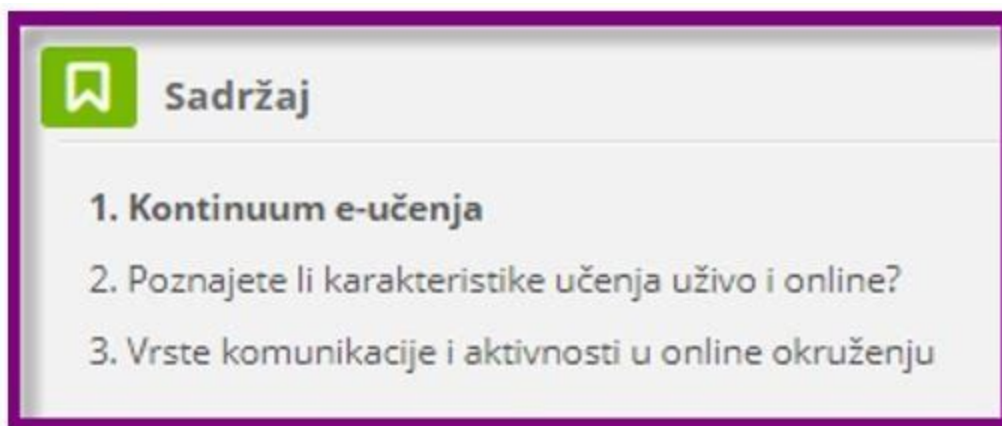 Sadržaj
1. Kontinuum e-učenja
2. Poznajete li karakteristike učenja uživo i online?
3. Vrste komunikacije i aktivnosti u online okruženju